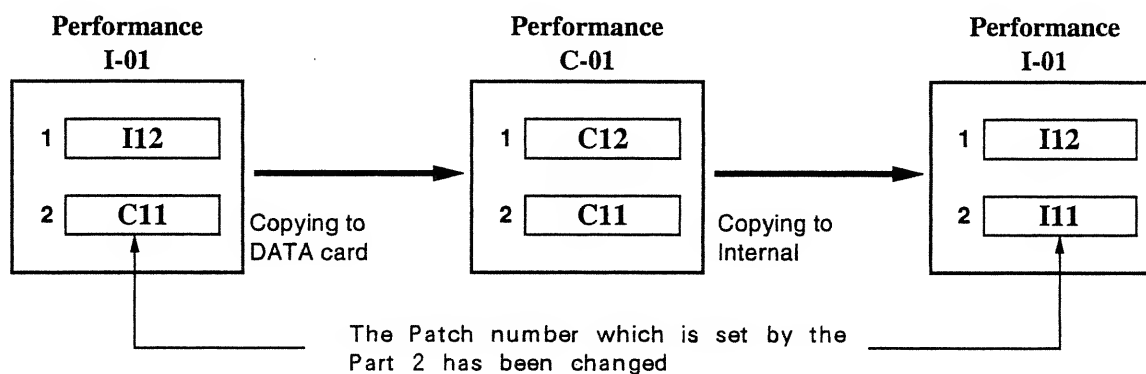 Performance
I-01
Performance
C-01
Performance
I-01
1 I12
2 C11
Copying to
DATA card
1 C12
2 C11
Copying to
Internal
1 I12
2 I11
The Patch number which is set by the
Part 2 has been changed